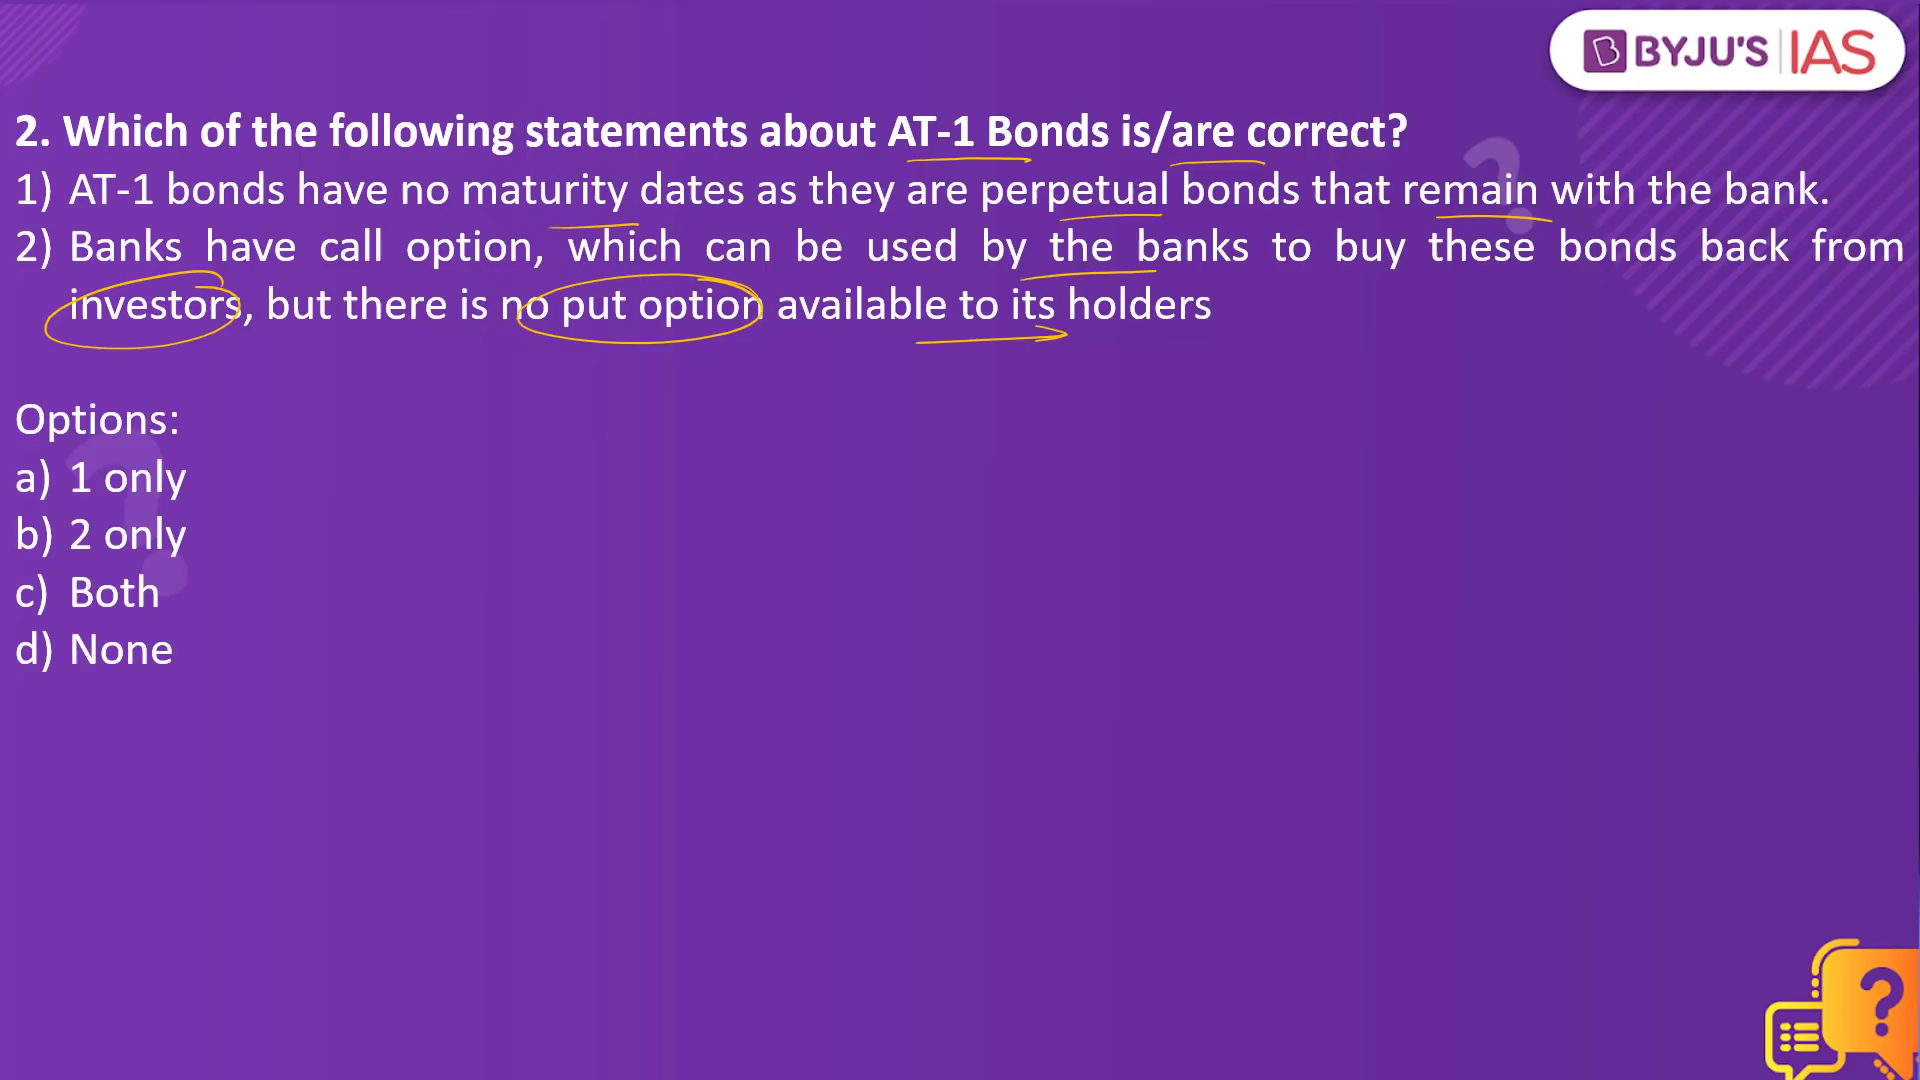 BYJU'S IAS
2. Which of the following statements about AT-1 Bonds is/are correct?
1) AT-1 bonds have no maturity dates as they are perpetual bonds that remain with the bank.
2) Banks have call option, which can be used by the banks to buy these bonds back from
investors, but there is no put option available to its holders
Options:
a) 1 only
b) 2 only
c) Both
d) None